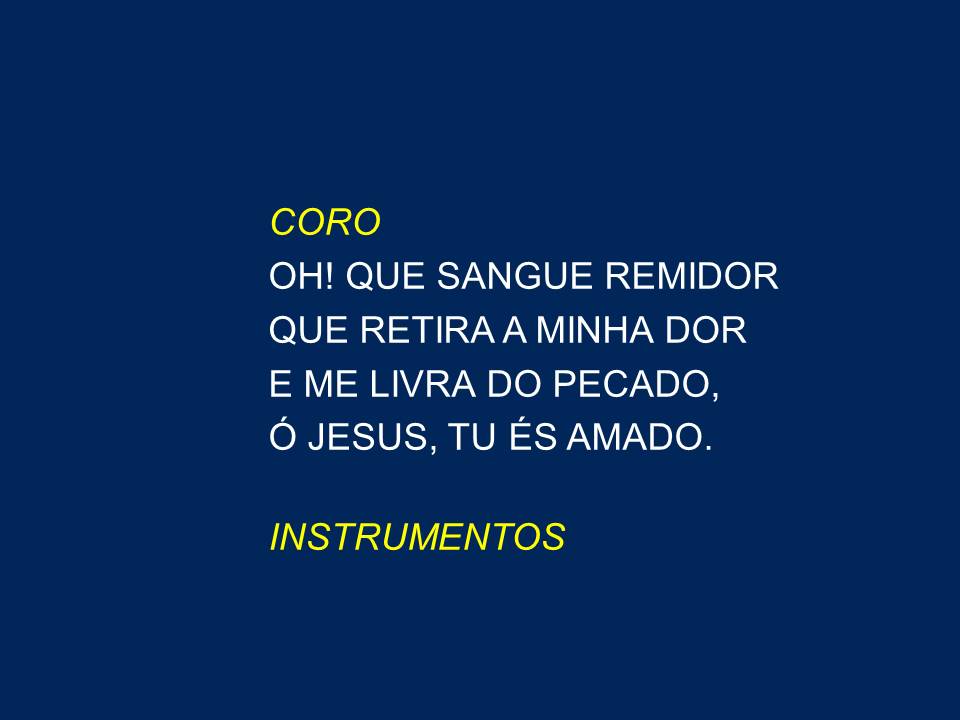 CORO
OH! QUE SANGUE REMIDOR
QUE RETIRA A MINHA DOR
E ME LIVRA DO PECADO,
Ó JESUS, TU ÉS AMADO.
INSTRUMENTOS